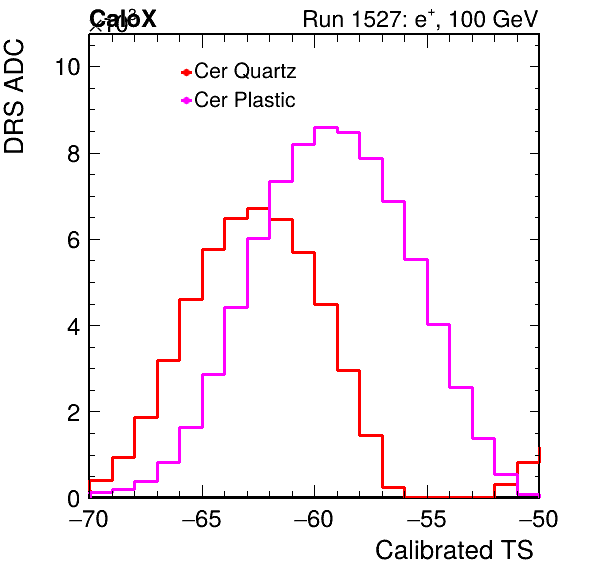 CaloX Run 1527: e⁺, 100 GeV
×10³
DRS ADC
Cer Quartz
Cer Plastic
10
8
6
4
2
0
−70 −65 −60 −55 −50
Calibrated TS